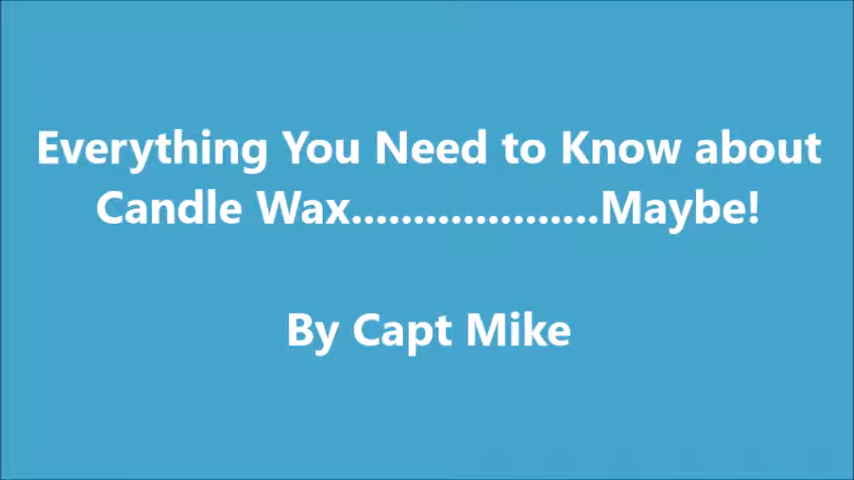 Everything You Need to Know about
Candle Wax....................Maybe!
By Capt Mike